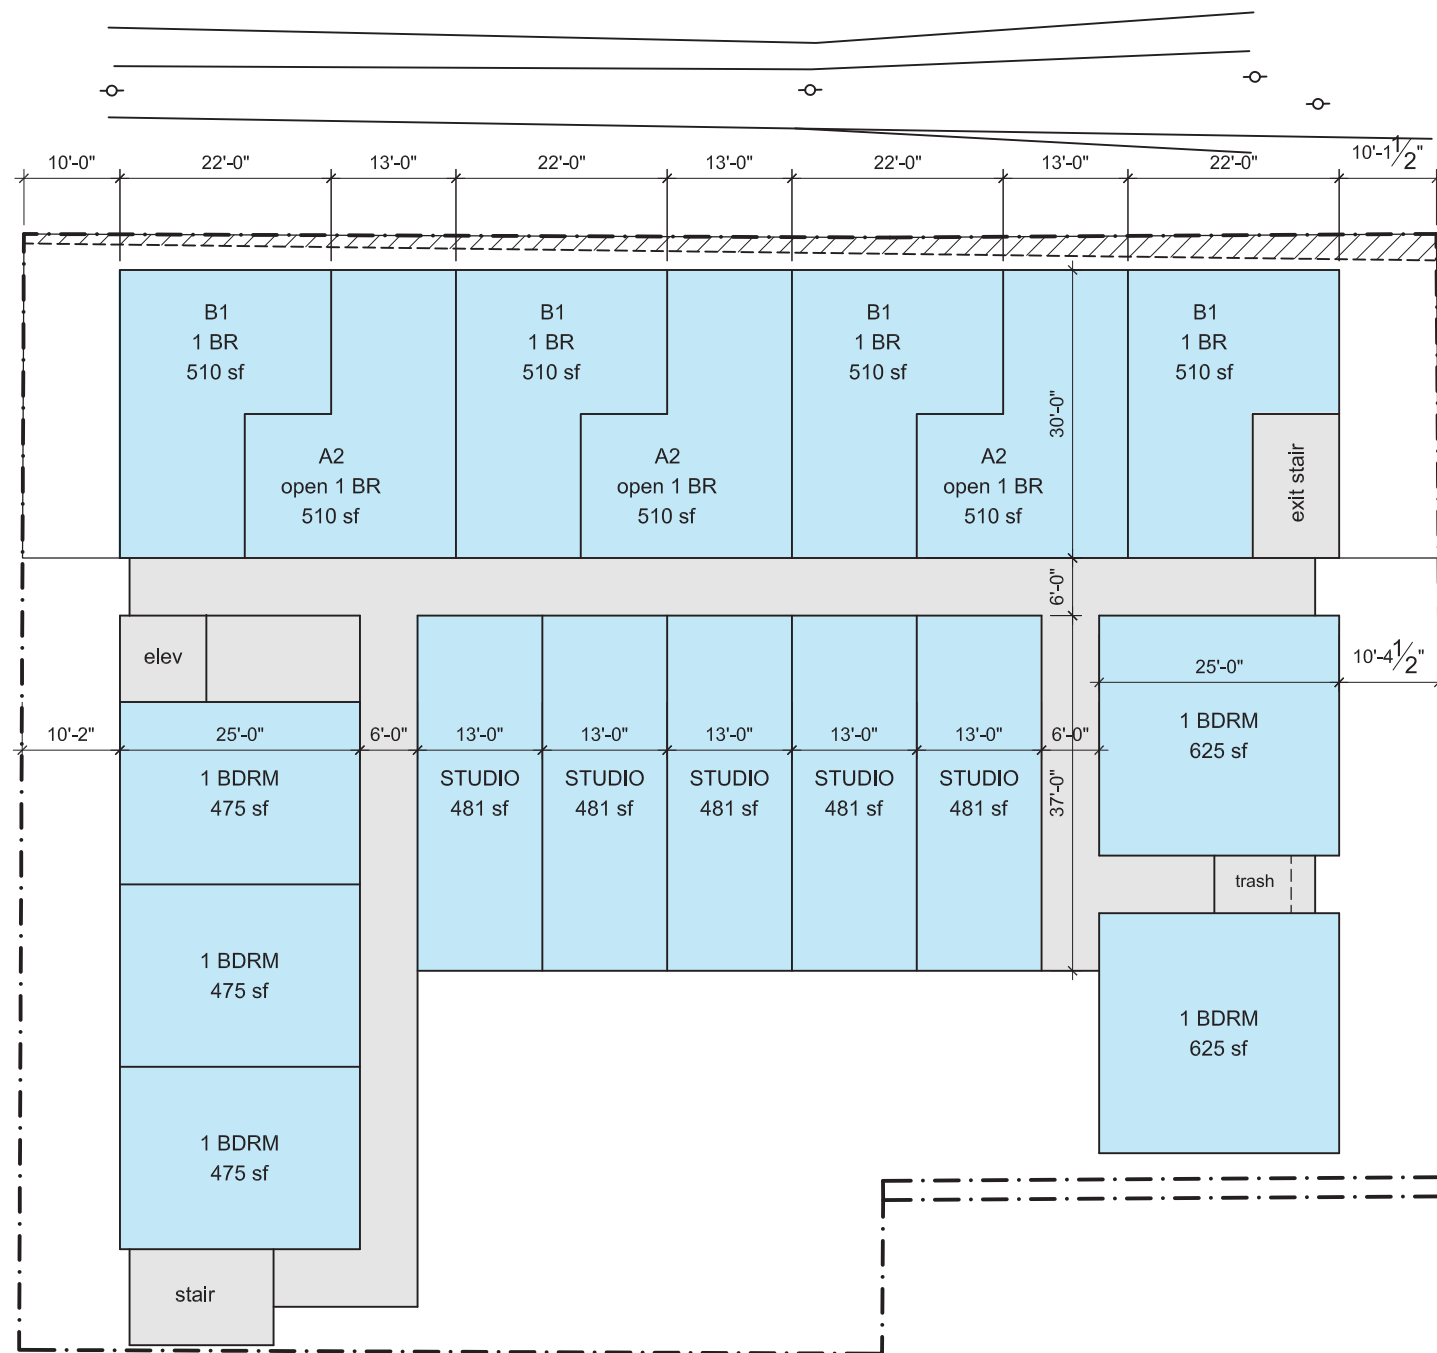 10'-0" 22'-0" 13'-0" 22'-0" 13'-0" 22'-0" 13'-0" 22'-0" 10'-1 1/2"
B1 B1 B1 B1
1 BR 1 BR 1 BR 1 BR
510 sf 510 sf 510 sf 510 sf
30'-0"
A2 A2 A2
open 1 BR open 1 BR open 1 BR
510 sf 510 sf 510 sf
exit stair
6'-0"
elev
25'-0" 10'-4 1/2"
1 BDRM
625 sf
10'-2" 25'-0" 6'-0" 13'-0" 13'-0" 13'-0" 13'-0" 13'-0" 6'-0"
1 BDRM STUDIO STUDIO STUDIO STUDIO STUDIO
475 sf 481 sf 481 sf 481 sf 481 sf 481 sf
37'-0"
trash
1 BDRM
475 sf
1 BDRM
625 sf
1 BDRM
475 sf
stair